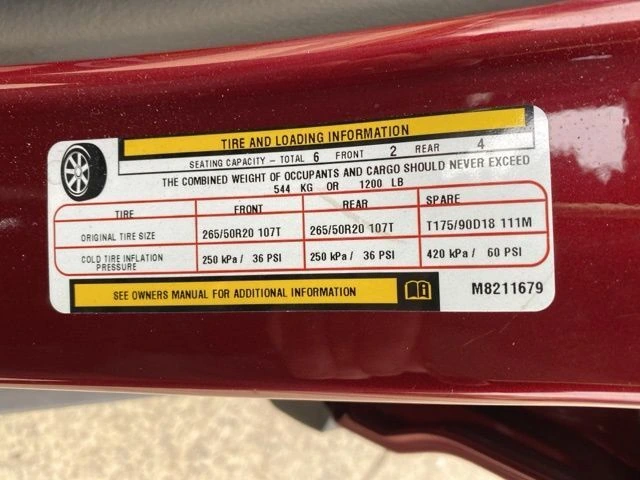 TIRE AND LOADING INFORMATION
SEATING CAPACITY - TOTAL 6 FRONT 2 REAR 4
THE COMBINED WEIGHT OF OCCUPANTS AND CARGO SHOULD NEVER EXCEED
544 KG OR 1200 LB
TIRE FRONT REAR SPARE
ORIGINAL TIRE SIZE 265/50R20 107T 265/50R20 107T T175/90D18 111M
COLD TIRE INFLATION PRESSURE 250 kPa / 36 PSI 250 kPa / 36 PSI 420 kPa / 60 PSI
SEE OWNERS MANUAL FOR ADDITIONAL INFORMATION M8211679